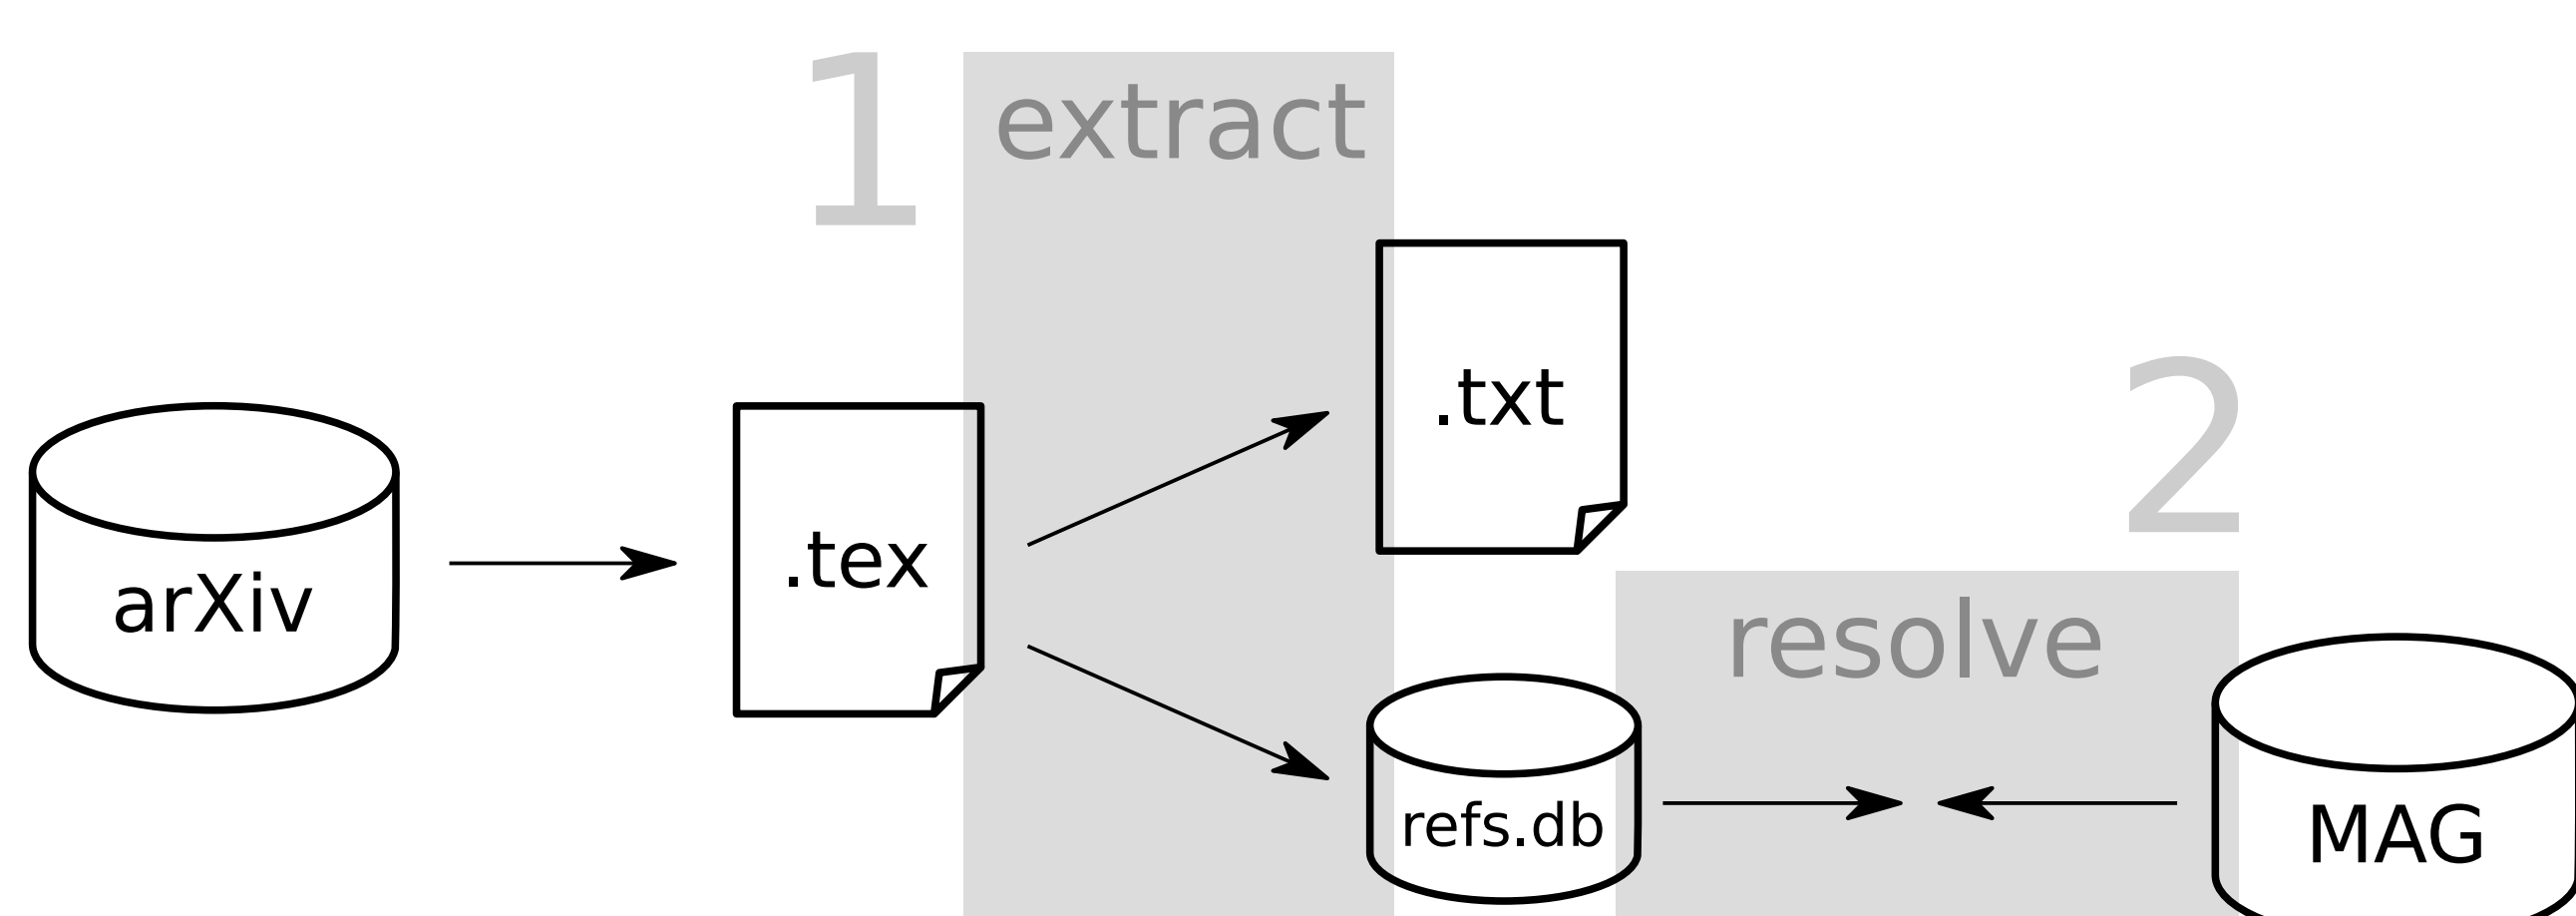 1
extract
.txt
2
.tex
arXiv
resolve
refs.db
MAG